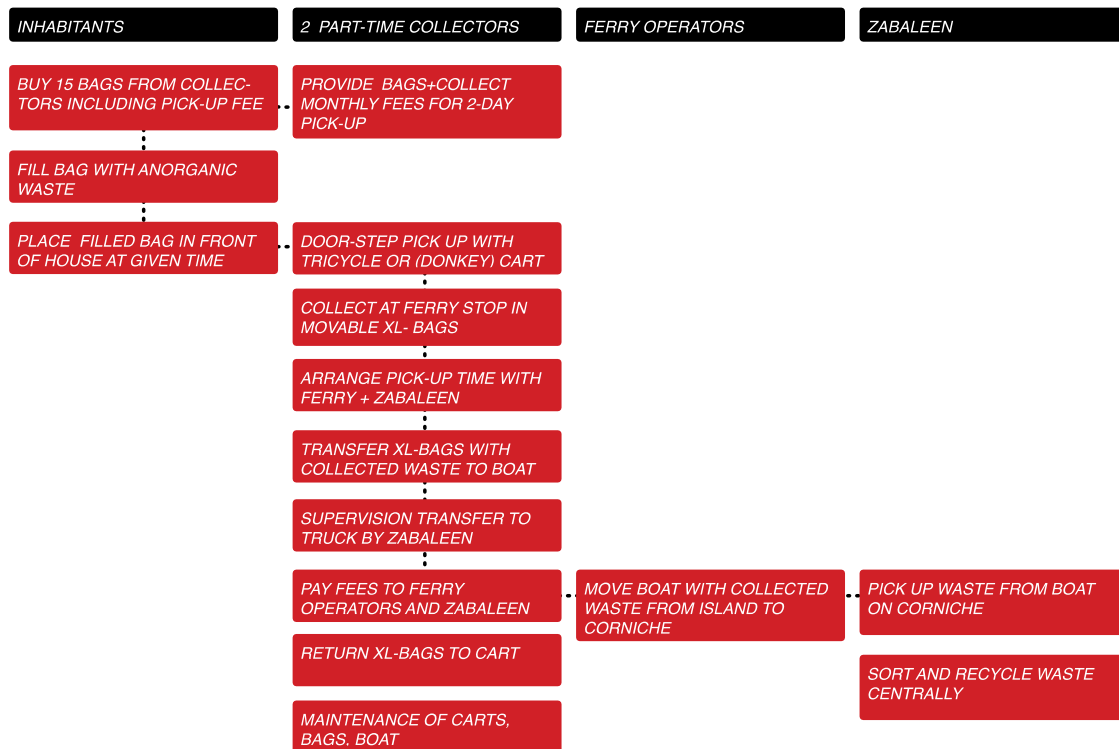 INHABITANTS
2 PART-TIME COLLECTORS
FERRY OPERATORS
ZABALEEN
BUY 15 BAGS FROM COLLEC-
TORS INCLUDING PICK-UP FEE
PROVIDE BAGS+COLLECT
MONTHLY FEES FOR 2-DAY
PICK-UP
FILL BAG WITH ANORGANIC
WASTE
PLACE FILLED BAG IN FRONT
OF HOUSE AT GIVEN TIME
DOOR-STEP PICK UP WITH
TRICYCLE OR (DONKEY) CART
COLLECT AT FERRY STOP IN
MOVABLE XL- BAGS
ARRANGE PICK-UP TIME WITH
FERRY + ZABALEEN
TRANSFER XL-BAGS WITH
COLLECTED WASTE TO BOAT
SUPERVISION TRANSFER TO
TRUCK BY ZABALEEN
PAY FEES TO FERRY
OPERATORS AND ZABALEEN
MOVE BOAT WITH COLLECTED
WASTE FROM ISLAND TO
CORNICHE
PICK UP WASTE FROM BOAT
ON CORNICHE
RETURN XL-BAGS TO CART
SORT AND RECYCLE WASTE
CENTRALLY
MAINTENANCE OF CARTS,
BAGS, BOAT